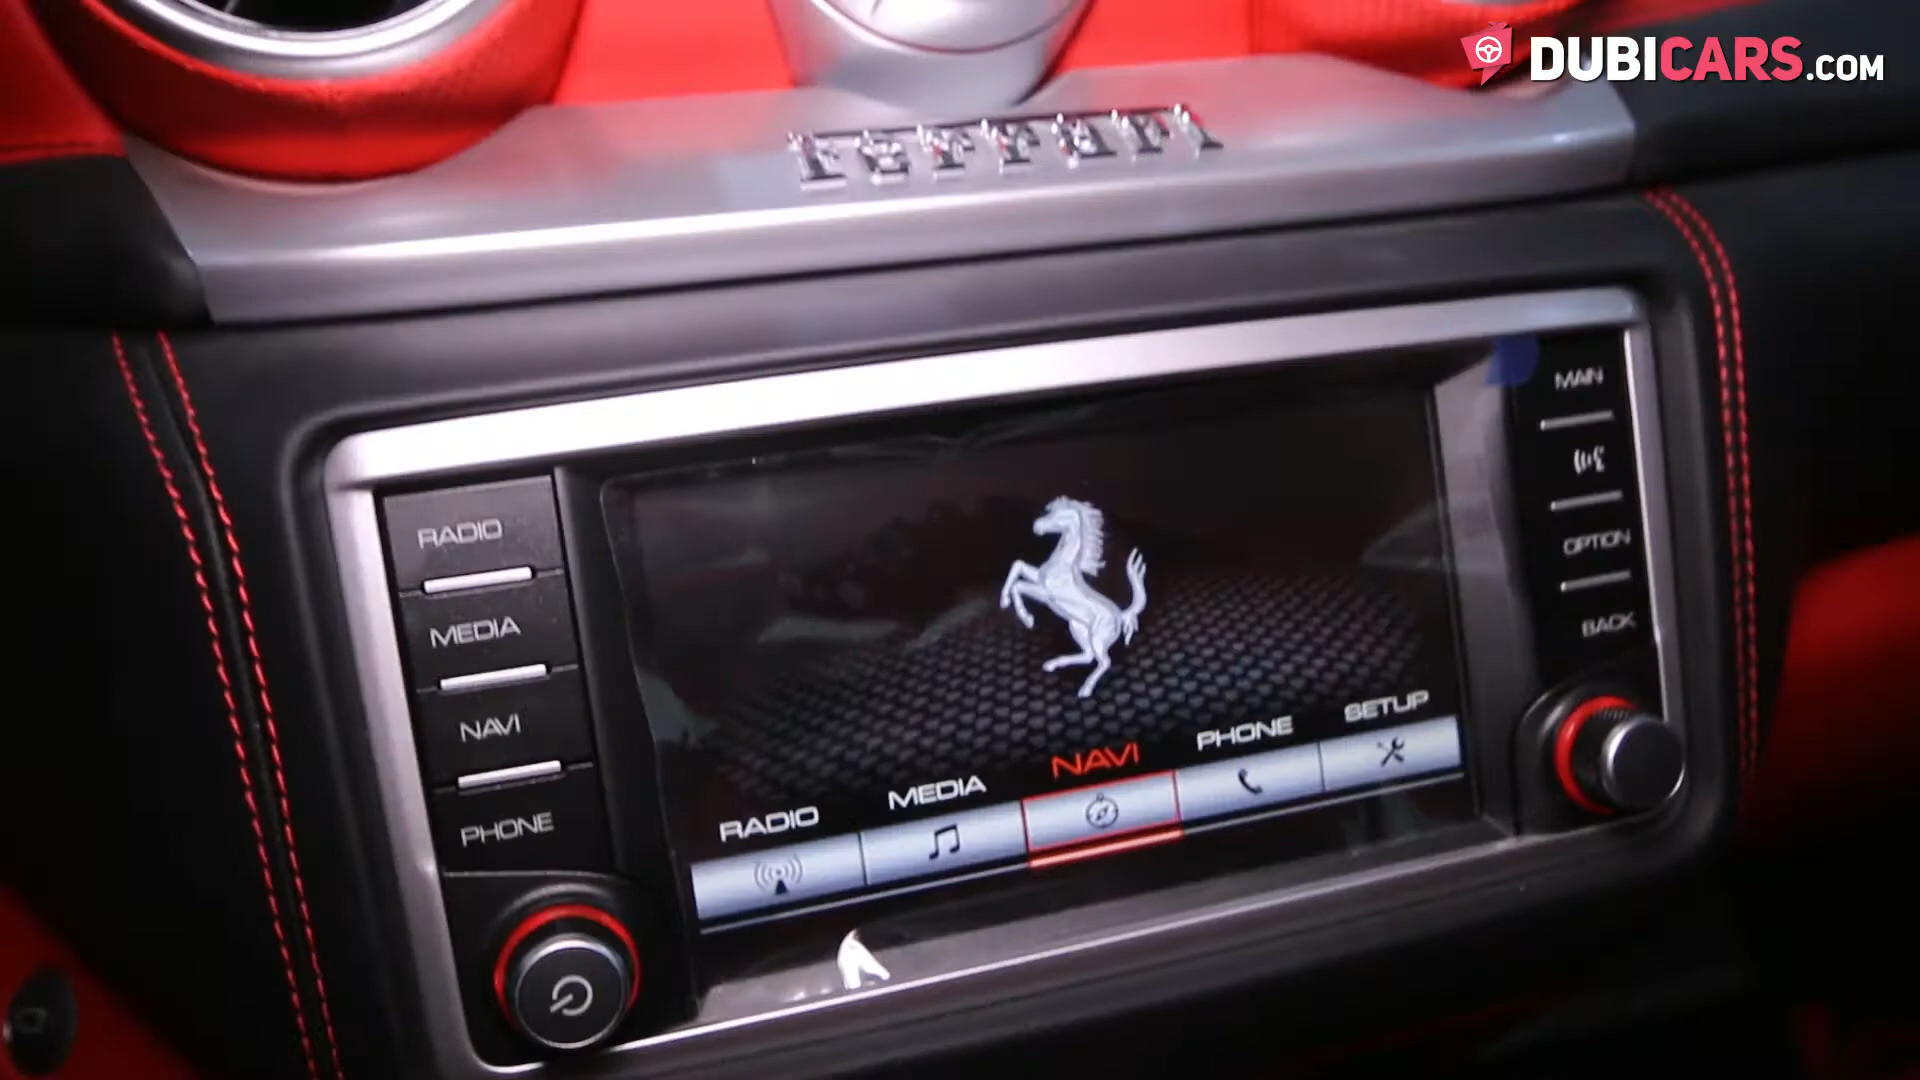 DUBICARS.COM
Ferrari
MAIN
OPTION
BACK
RADIO
MEDIA
NAVI
PHONE
RADIO
MEDIA
NAVI
PHONE
SETUP